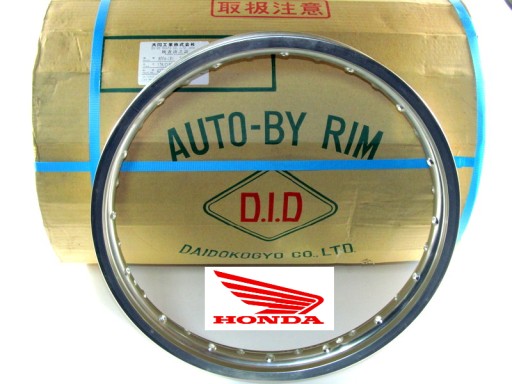 取扱注意
AUTO-BY RIM
D.I.D
DAIDOKOGYO CO., LTD.
HONDA